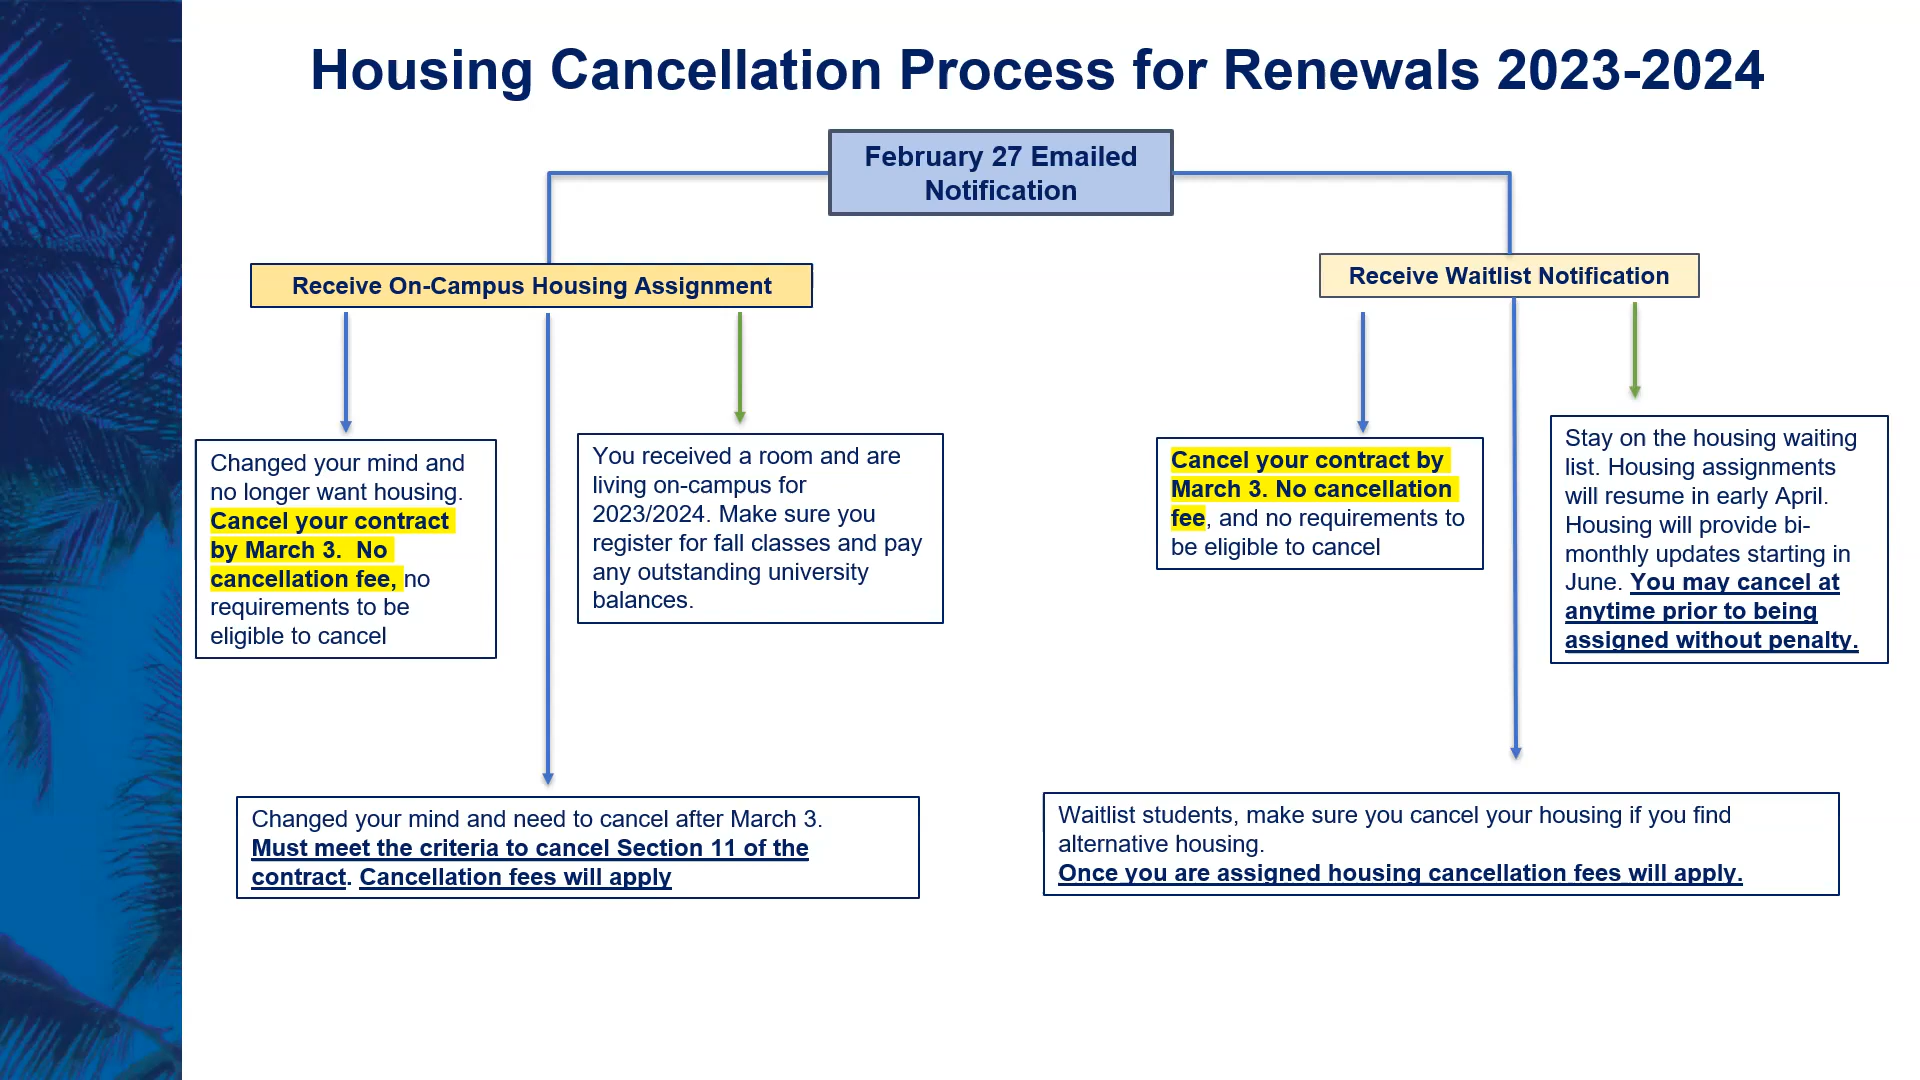 Housing Cancellation Process for Renewals 2023-2024
February 27 Emailed
Notification
Receive On-Campus Housing Assignment
Receive Waitlist Notification
Changed your mind and
no longer want housing.
Cancel your contract
by March 3.  No
cancellation fee, no
requirements to be
eligible to cancel
You received a room and are
living on-campus for
2023/2024. Make sure you
register for fall classes and pay
any outstanding university
balances.
Cancel your contract by
March 3. No cancellation
fee, and no requirements to
be eligible to cancel
Stay on the housing waiting
list. Housing assignments
will resume in early April.
Housing will provide bi-
monthly updates starting in
June. You may cancel at
anytime prior to being
assigned without penalty.
Changed your mind and need to cancel after March 3.
Must meet the criteria to cancel Section 11 of the
contract. Cancellation fees will apply
Waitlist students, make sure you cancel your housing if you find
alternative housing.
Once you are assigned housing cancellation fees will apply.